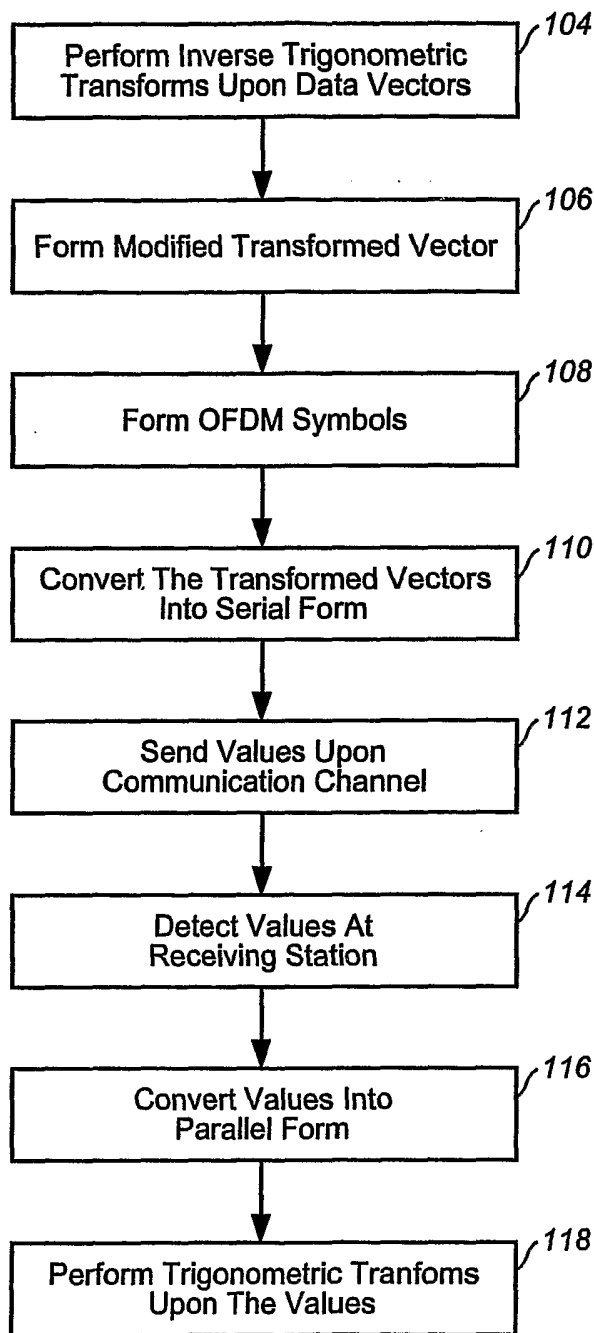 104
Perform Inverse Trigonometric
Transforms Upon Data Vectors
106
Form Modified Transformed Vector
108
Form OFDM Symbols
110
Convert The Transformed Vectors
Into Serial Form
112
Send Values Upon
Communication Channel
114
Detect Values At
Receiving Station
116
Convert Values Into
Parallel Form
118
Perform Trigonometric Tranfoms
Upon The Values